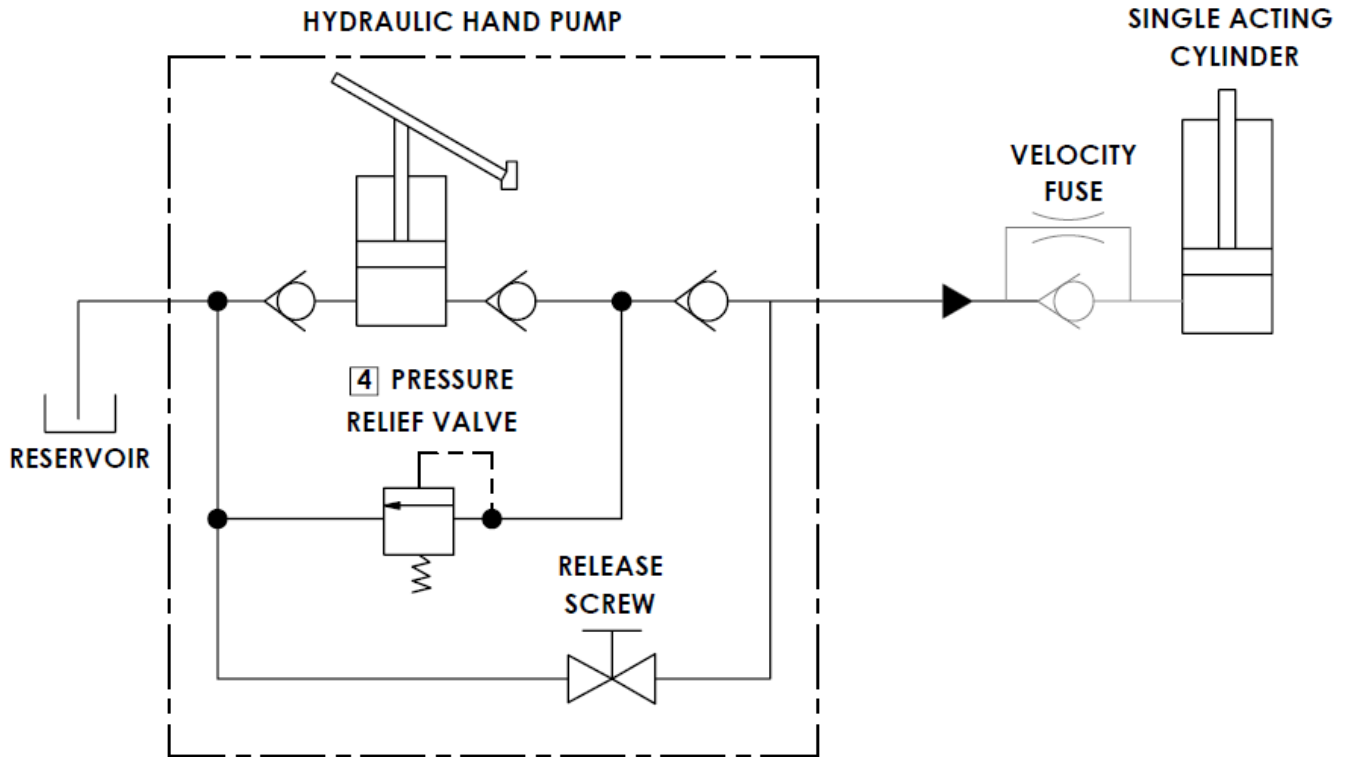 HYDRAULIC HAND PUMP
SINGLE ACTING
CYLINDER
VELOCITY
FUSE
4 PRESSURE
RELIEF VALVE
RESERVOIR
RELEASE
SCREW